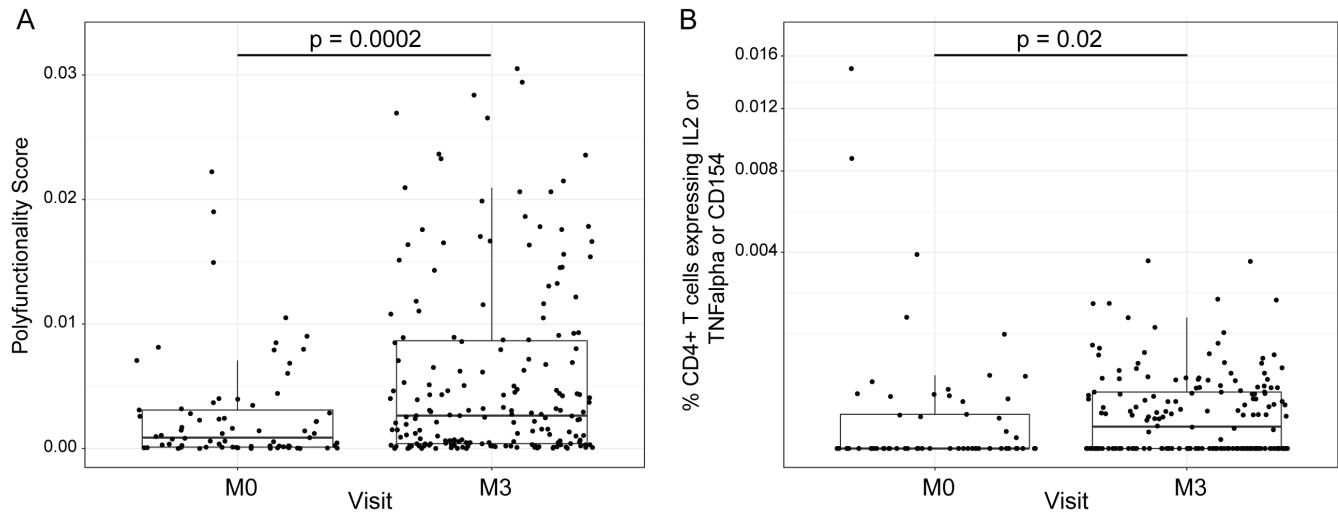 A
p = 0.0002
0.03
0.02
0.01
0.00
Polyfunctionality Score
M0
M3
Visit
B
p = 0.02
0.016
0.012
0.008
0.004
% CD4+ T cells expressing IL2 or
TNFalpha or CD154
M0
M3
Visit